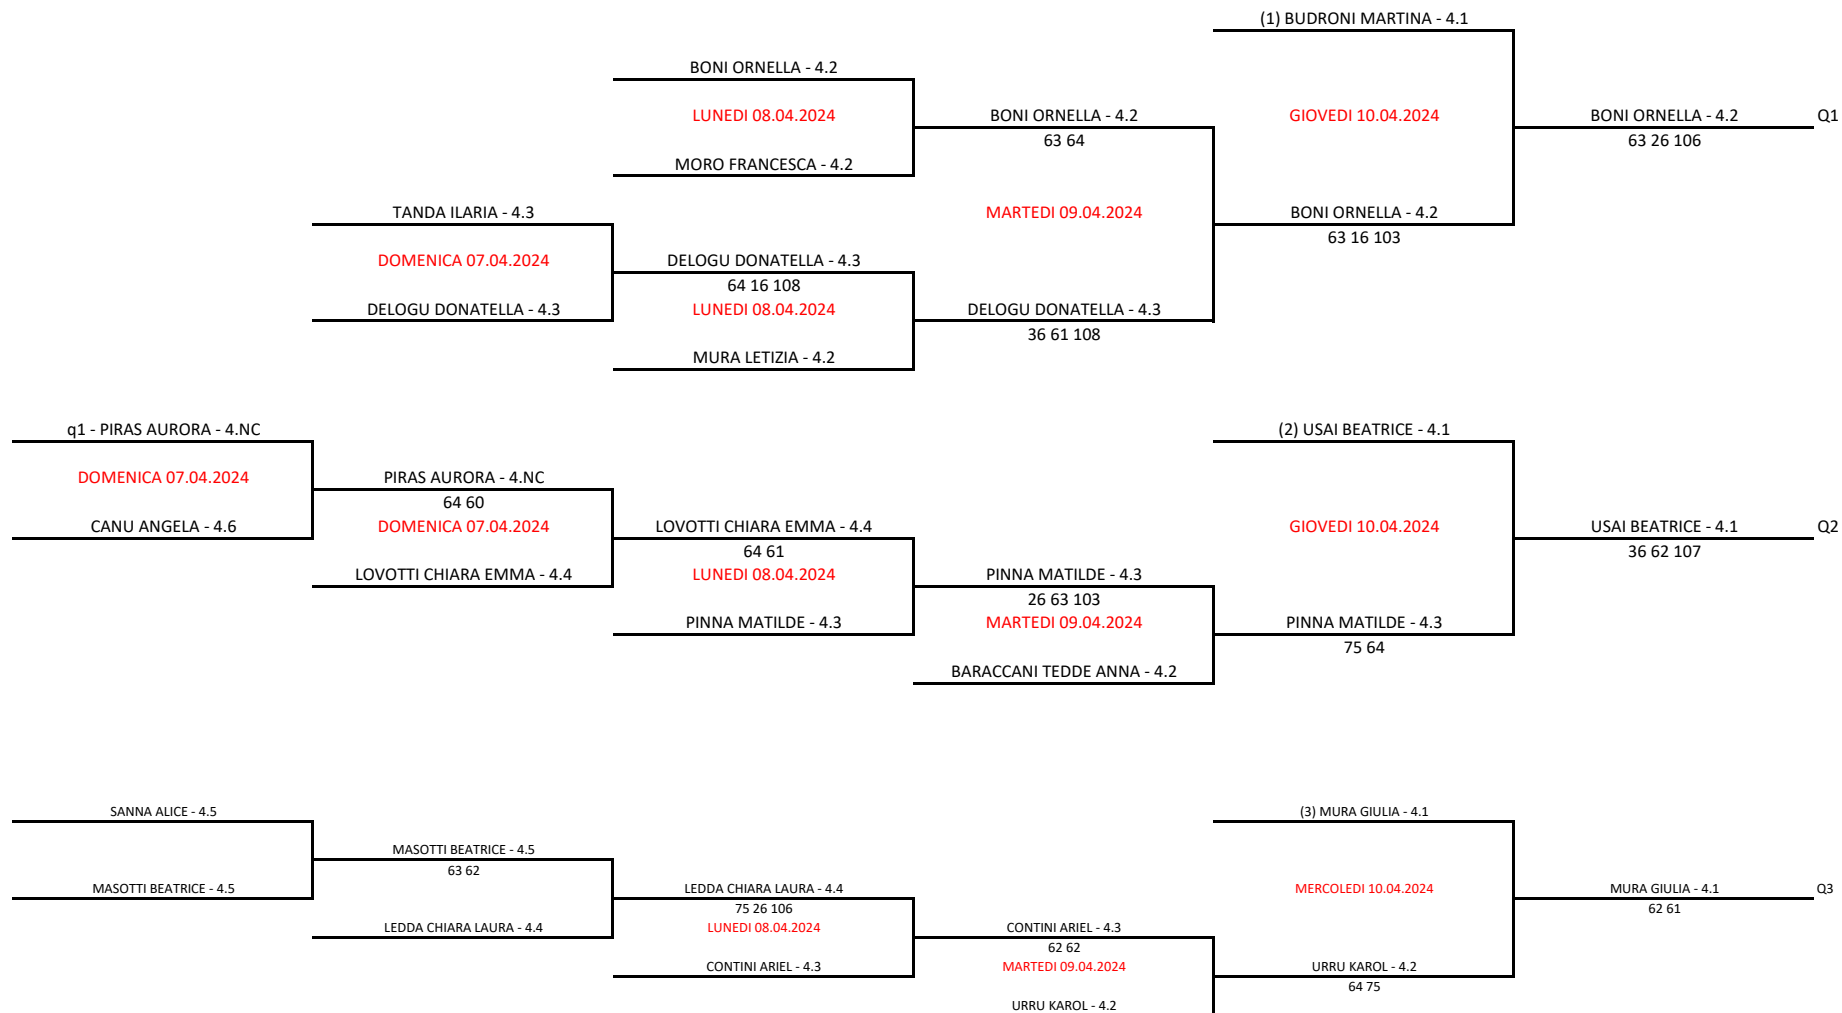 (1) BUDRONI MARTINA - 4.1
BONI ORNELLA - 4.2
LUNEDI 08.04.2024
BONI ORNELLA - 4.2
GIOVEDI 10.04.2024
BONI ORNELLA - 4.2
Q1
63 64
63 26 106
MORO FRANCESCA - 4.2
TANDA ILARIA - 4.3
MARTEDI 09.04.2024
BONI ORNELLA - 4.2
63 16 103
DOMENICA 07.04.2024
DELOGU DONATELLA - 4.3
64 16 108
DELOGU DONATELLA - 4.3
LUNEDI 08.04.2024
DELOGU DONATELLA - 4.3
36 61 108
MURA LETIZIA - 4.2
q1 - PIRAS AURORA - 4.NC
(2) USAI BEATRICE - 4.1
DOMENICA 07.04.2024
PIRAS AURORA - 4.NC
64 60
CANU ANGELA - 4.6
DOMENICA 07.04.2024
LOVOTTI CHIARA EMMA - 4.4
GIOVEDI 10.04.2024
USAI BEATRICE - 4.1
Q2
64 61
36 62 107
LOVOTTI CHIARA EMMA - 4.4
LUNEDI 08.04.2024
PINNA MATILDE - 4.3
26 63 103
PINNA MATILDE - 4.3
MARTEDI 09.04.2024
PINNA MATILDE - 4.3
75 64
BARACCANI TEDDE ANNA - 4.2
SANNA ALICE - 4.5
(3) MURA GIULIA - 4.1
MASOTTI BEATRICE - 4.5
63 62
MASOTTI BEATRICE - 4.5
LEDDA CHIARA LAURA - 4.4
MERCOLEDI 10.04.2024
MURA GIULIA - 4.1
Q3
75 26 106
62 61
LEDDA CHIARA LAURA - 4.4
LUNEDI 08.04.2024
CONTINI ARIEL - 4.3
62 62
CONTINI ARIEL - 4.3
MARTEDI 09.04.2024
URRU KAROL - 4.2
64 75
URRU KAROL - 4.2